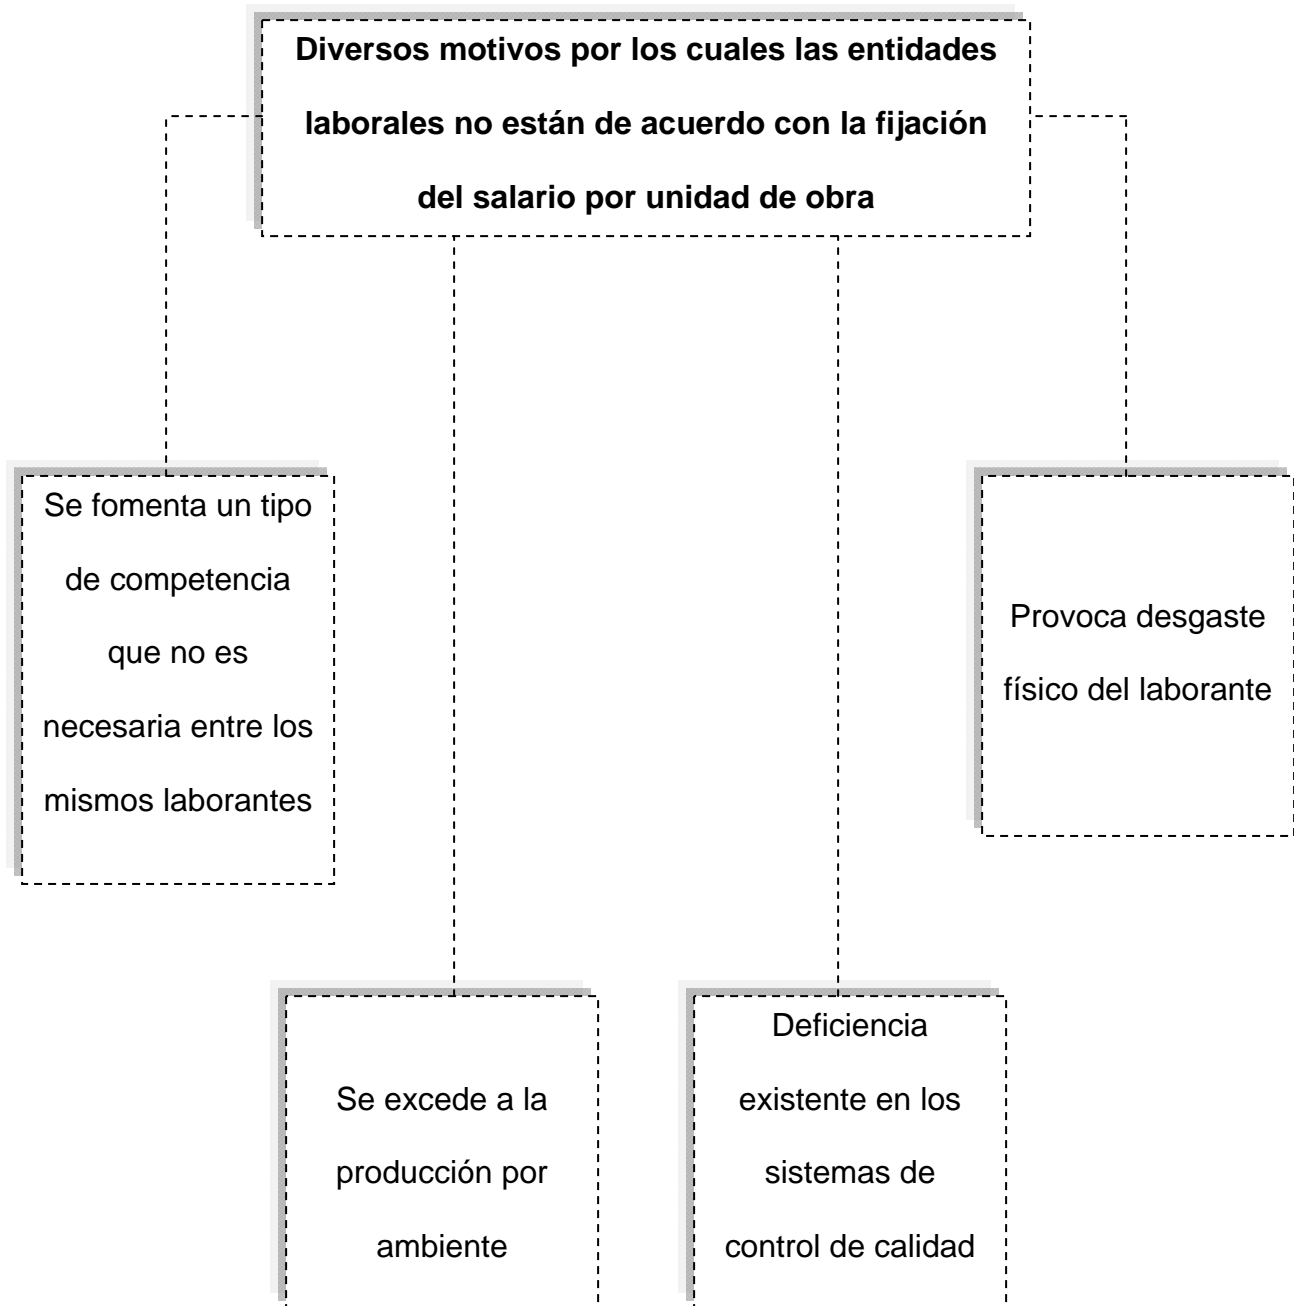 Diversos motivos por los cuales las entidades
laborales no están de acuerdo con la fijación
del salario por unidad de obra
Se fomenta un tipo
de competencia
que no es
necesaria entre los
mismos laborantes
Provoca desgaste
físico del laborante
Se excede a la
producción por
ambiente
Deficiencia
existente en los
sistemas de
control de calidad